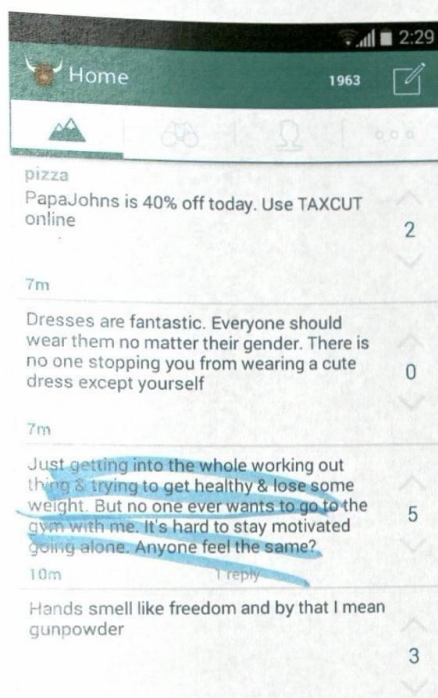 2:29
Home 1963
pizza
PapaJohns is 40% off today. Use TAXCUT
online
2
7m
Dresses are fantastic. Everyone should
wear them no matter their gender. There is
no one stopping you from wearing a cute
dress except yourself
0
7m
Just getting into the whole working out
thing & trying to get healthy & lose some
weight. But no one ever wants to go to the
gym with me. It's hard to stay motivated
going alone. Anyone feel the same?
5
10m 1 reply
Hands smell like freedom and by that I mean
gunpowder
3